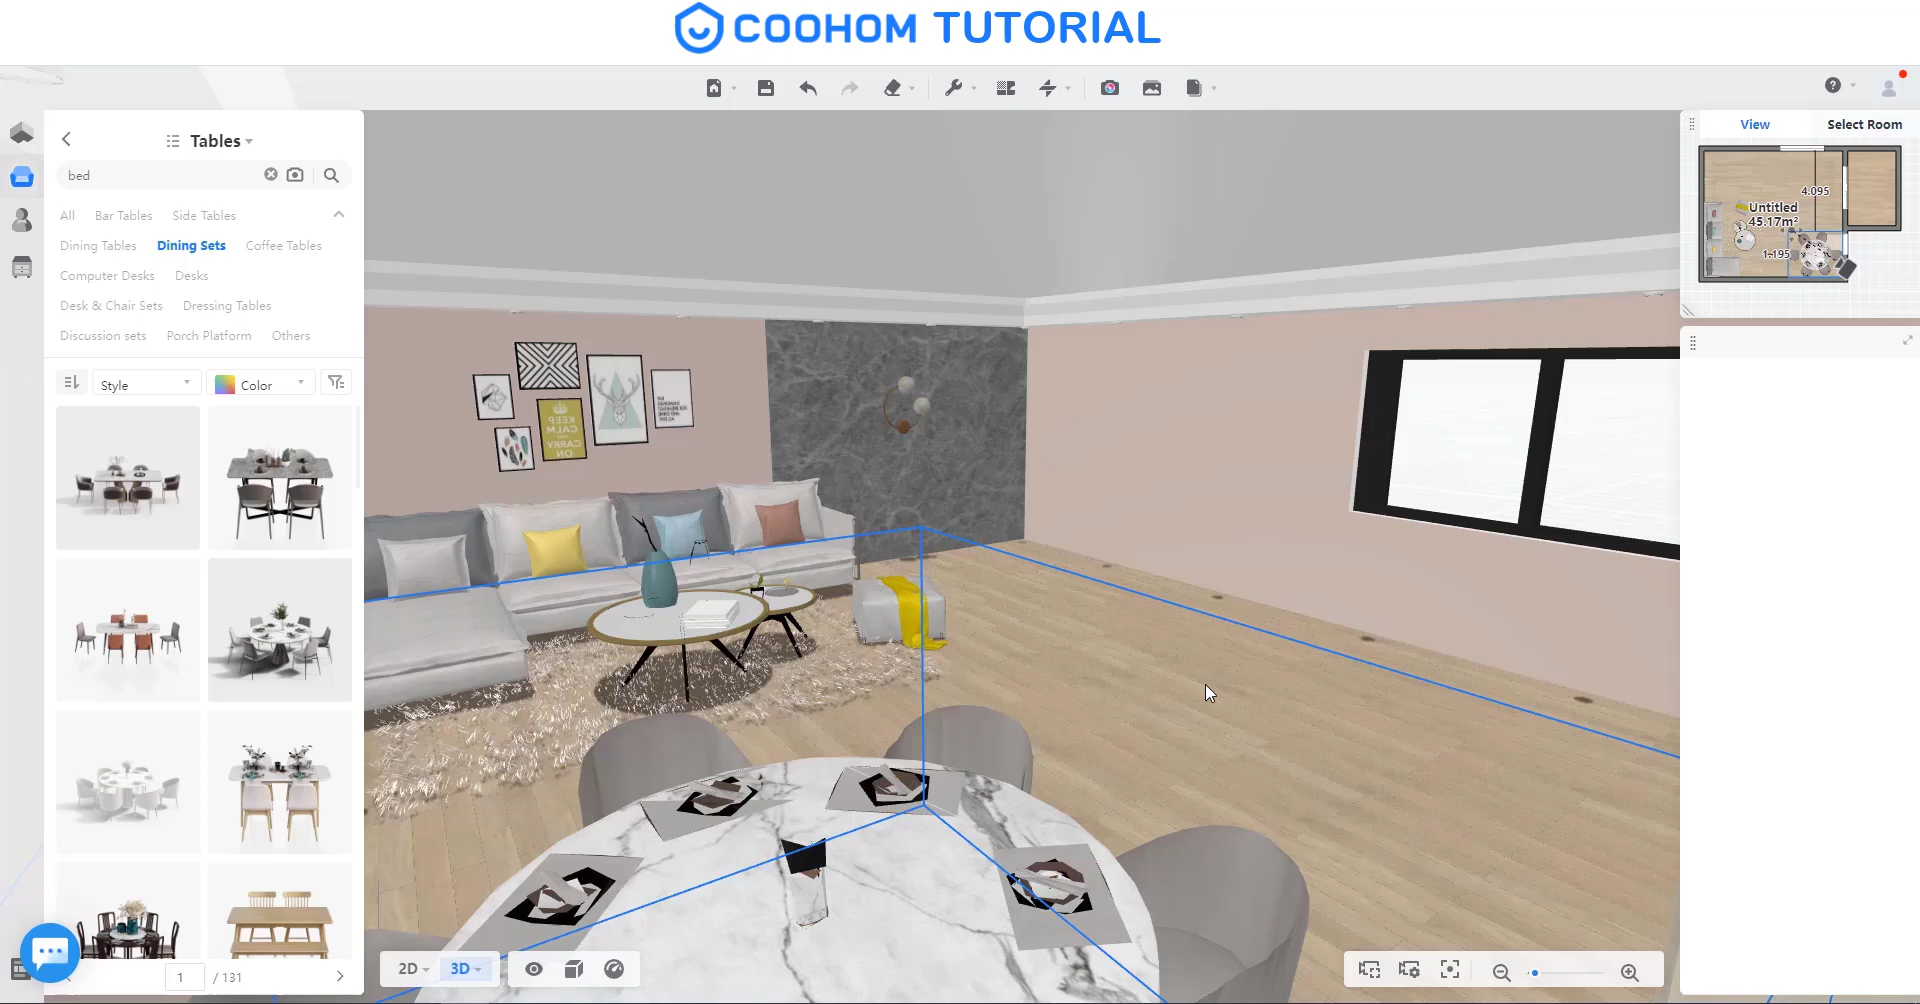 COOHOM TUTORIAL
Tables
bed
All Bar Tables Side Tables
Dining Tables Dining Sets Coffee Tables
Computer Desks Desks
Desk & Chair Sets Dressing Tables
Discussion sets Porch Platform Others
Style Color
1 / 131
KEEP
CALM
CARRY
ON
2D 3D
View Select Room
4.095
Untitled
45.17m²
1.195